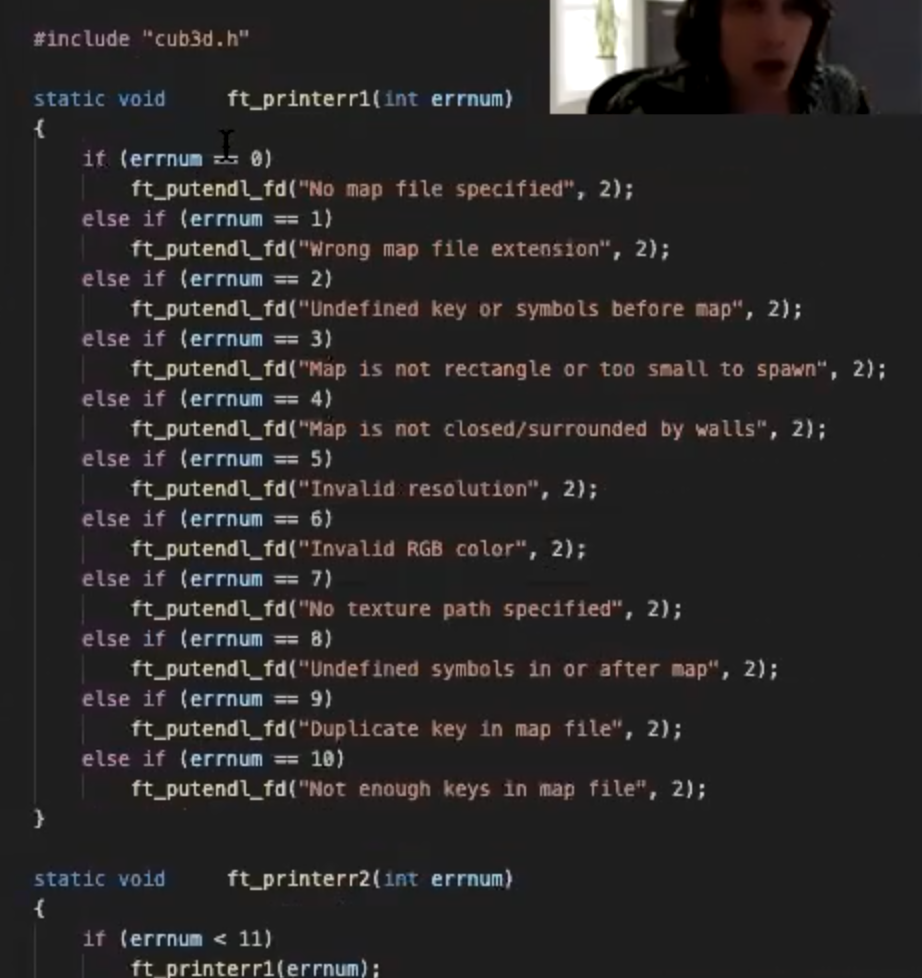 #include "cub3d.h"
static void ft_printerr1(int errnum)
{
if (errnum == 0)
ft_putendl_fd("No map file specified", 2);
else if (errnum == 1)
ft_putendl_fd("Wrong map file extension", 2);
else if (errnum == 2)
ft_putendl_fd("Undefined key or symbols before map", 2);
else if (errnum == 3)
ft_putendl_fd("Map is not rectangle or too small to spawn", 2);
else if (errnum == 4)
ft_putendl_fd("Map is not closed/surrounded by walls", 2);
else if (errnum == 5)
ft_putendl_fd("Invalid resolution", 2);
else if (errnum == 6)
ft_putendl_fd("Invalid RGB color", 2);
else if (errnum == 7)
ft_putendl_fd("No texture path specified", 2);
else if (errnum == 8)
ft_putendl_fd("Undefined symbols in or after map", 2);
else if (errnum == 9)
ft_putendl_fd("Duplicate key in map file", 2);
else if (errnum == 10)
ft_putendl_fd("Not enough keys in map file", 2);
}
static void ft_printerr2(int errnum)
{
if (errnum < 11)
ft_printerr1(errnum);